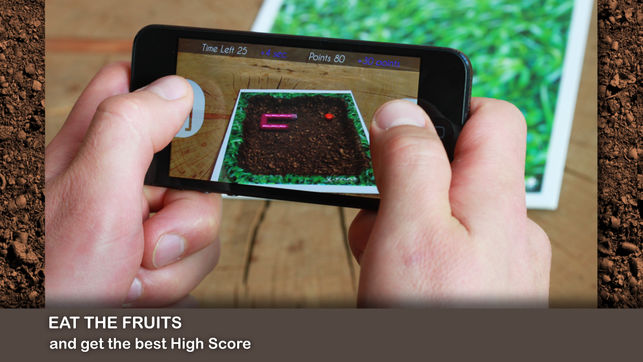 Time Left 25
Points 80
EAT THE FRUITS
and get the best High Score